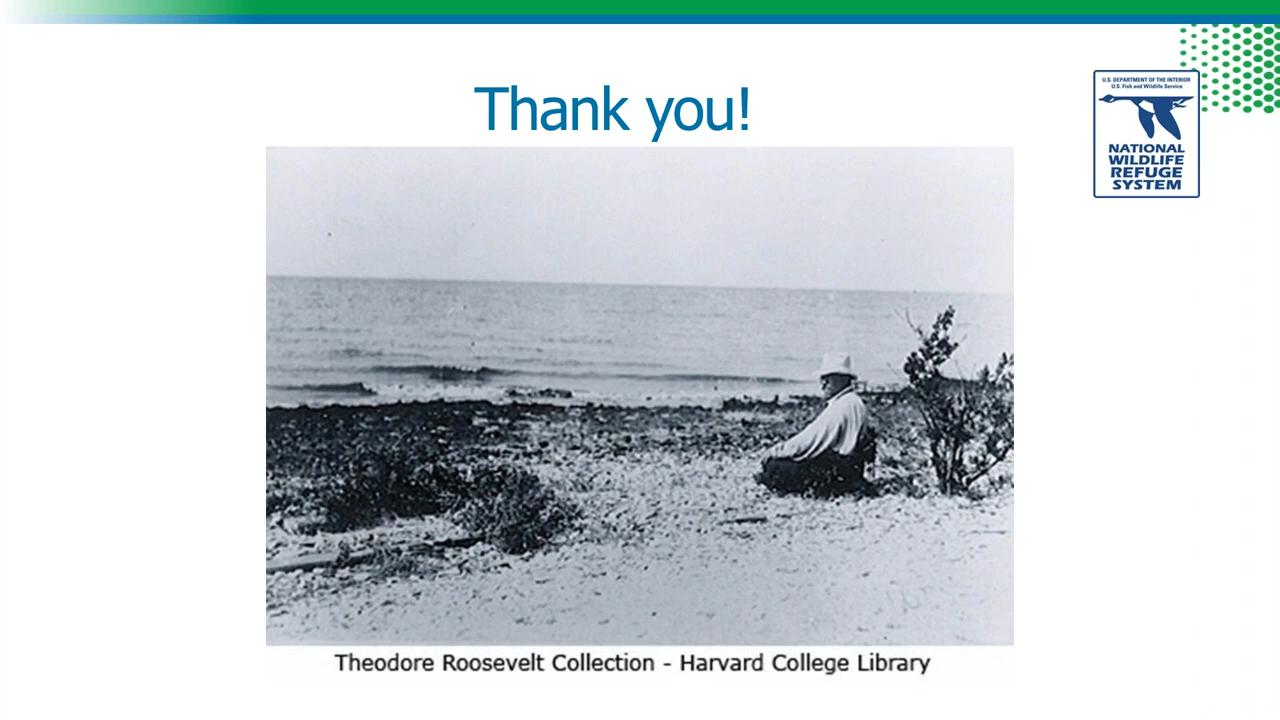 Thank you!
U.S. DEPARTMENT OF THE INTERIOR
U.S. Fish and Wildlife Service
NATIONAL
WILDLIFE
REFUGE
SYSTEM
Theodore Roosevelt Collection - Harvard College Library